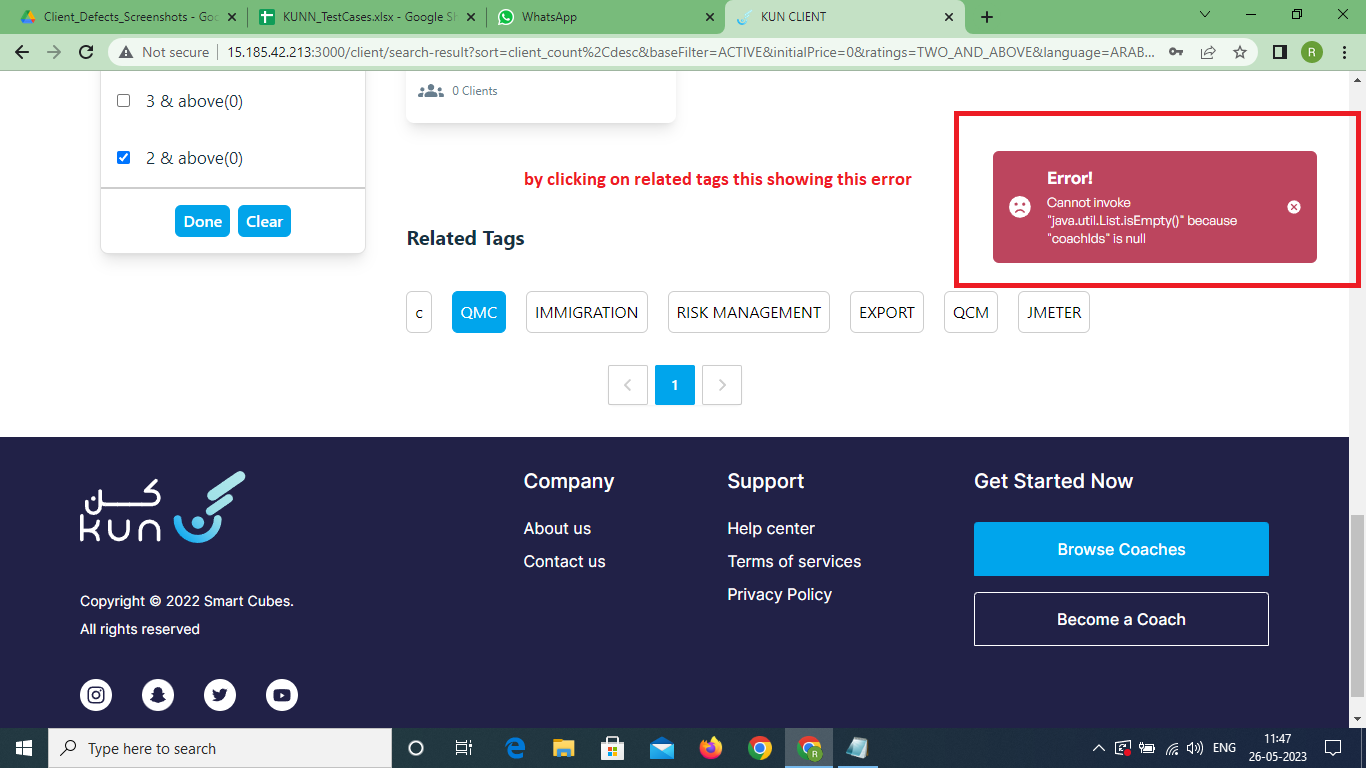 Client_Defects_Screenshots - Goo
KUNN_TestCases.xlsx - Google Sh
WhatsApp
KUN CLIENT
Not secure
15.185.42.213:3000/client/search-result?sort=client_count%2Cdesc&baseFilter=ACTIVE&initialPrice=0&ratings=TWO_AND_ABOVE&language=ARAB...
R
3 & above(0)
2 & above(0)
Done
Clear
0 Clients
by clicking on related tags this showing this error
Error!
Cannot invoke
"java.util.List.isEmpty()" because
"coachIds" is null
Related Tags
c
QMC
IMMIGRATION
RISK MANAGEMENT
EXPORT
QCM
JMETER
1
كن
KUN
Copyright © 2022 Smart Cubes.
All rights reserved
Company
About us
Contact us
Support
Help center
Terms of services
Privacy Policy
Get Started Now
Browse Coaches
Become a Coach
Type here to search
R
ENG
11:47
26-05-2023